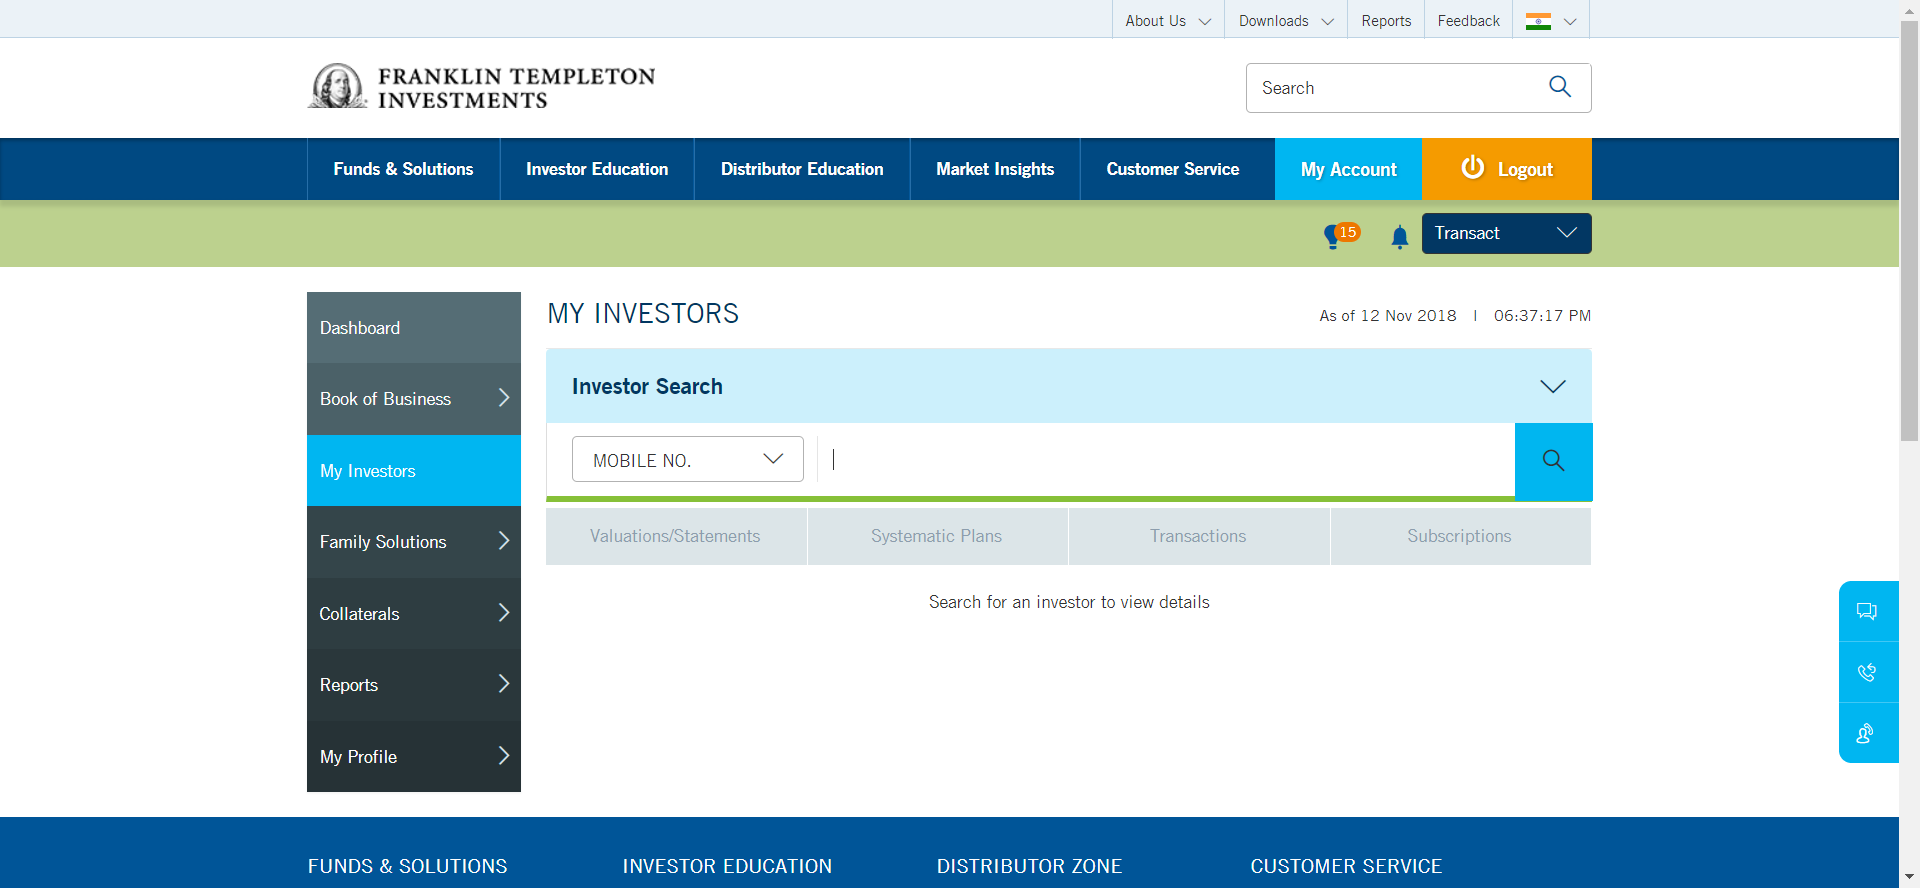 About Us
Downloads
Reports
Feedback
FRANKLIN TEMPLETON
INVESTMENTS
Search
Funds & Solutions
Investor Education
Distributor Education
Market Insights
Customer Service
My Account
Logout
15
Transact
Dashboard
Book of Business
My Investors
Family Solutions
Collaterals
Reports
My Profile
MY INVESTORS
As of 12 Nov 2018 | 06:37:17 PM
Investor Search
MOBILE NO.
Valuations/Statements
Systematic Plans
Transactions
Subscriptions
Search for an investor to view details
FUNDS & SOLUTIONS
INVESTOR EDUCATION
DISTRIBUTOR ZONE
CUSTOMER SERVICE